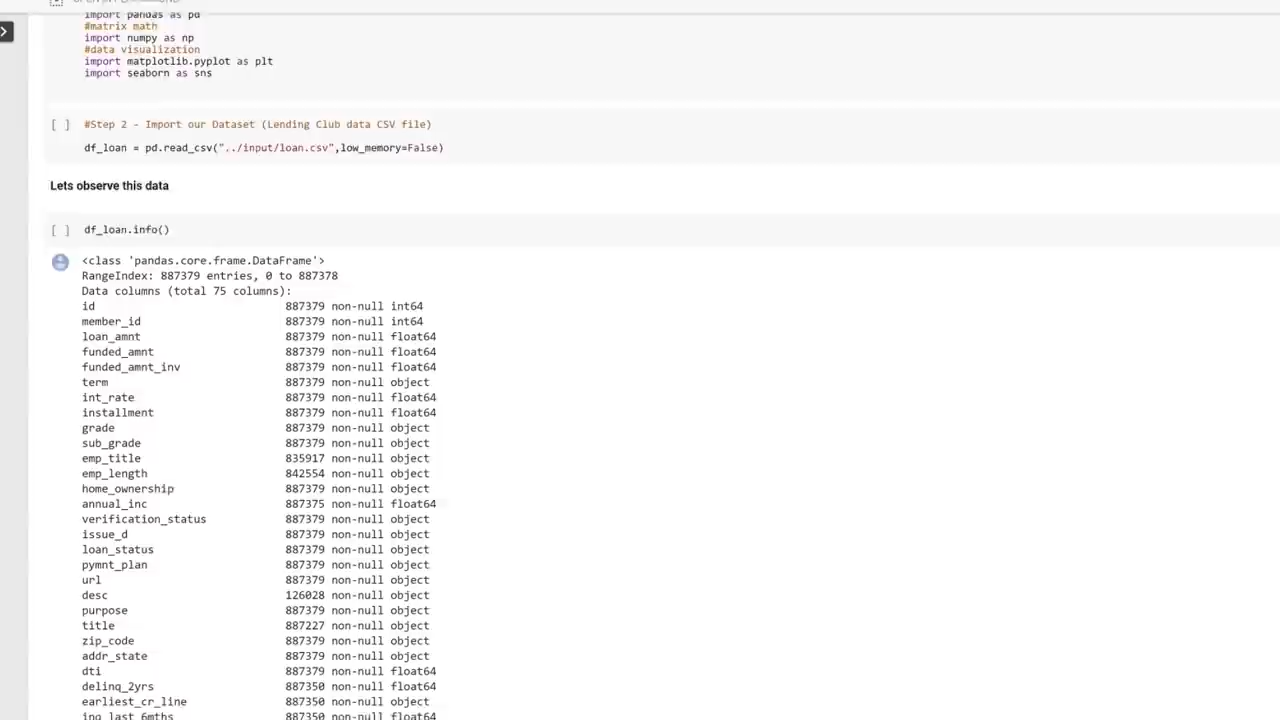 import pandas as pd
#matrix math
import numpy as np
#data visualization
import matplotlib.pyplot as plt
import seaborn as sns
[ ] #Step 2 - Import our Dataset (Lending Club data CSV file)
df_loan = pd.read_csv("../input/loan.csv",low_memory=False)
Lets observe this data
[ ] df_loan.info()
<class 'pandas.core.frame.DataFrame'>
RangeIndex: 887379 entries, 0 to 887378
Data columns (total 75 columns):
id 887379 non-null int64
member_id 887379 non-null int64
loan_amnt 887379 non-null float64
funded_amnt 887379 non-null float64
funded_amnt_inv 887379 non-null float64
term 887379 non-null object
int_rate 887379 non-null float64
installment 887379 non-null float64
grade 887379 non-null object
sub_grade 887379 non-null object
emp_title 835917 non-null object
emp_length 842554 non-null object
home_ownership 887379 non-null object
annual_inc 887375 non-null float64
verification_status 887379 non-null object
issue_d 887379 non-null object
loan_status 887379 non-null object
pymnt_plan 887379 non-null object
url 887379 non-null object
desc 126028 non-null object
purpose 887379 non-null object
title 887227 non-null object
zip_code 887379 non-null object
addr_state 887379 non-null object
dti 887379 non-null float64
delinq_2yrs 887350 non-null float64
earliest_cr_line 887350 non-null object
inq_last_6mths 887350 non-null float64